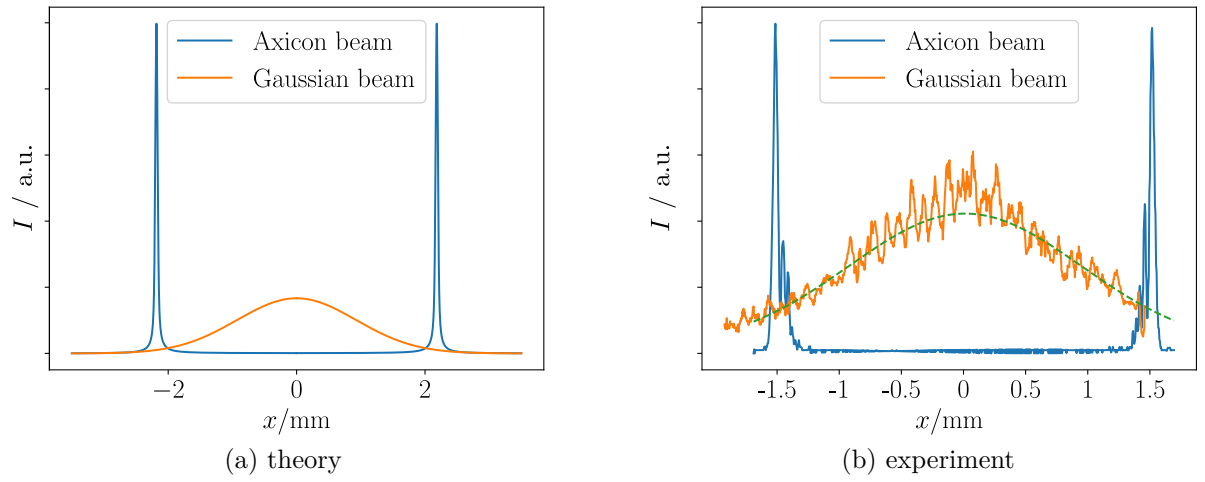 I / a.u.
Axicon beam
Gaussian beam
−2 0 2
x/mm
(a) theory
I / a.u.
Axicon beam
Gaussian beam
-1.5 -1 -0.5 0 0.5 1 1.5
x/mm
(b) experiment